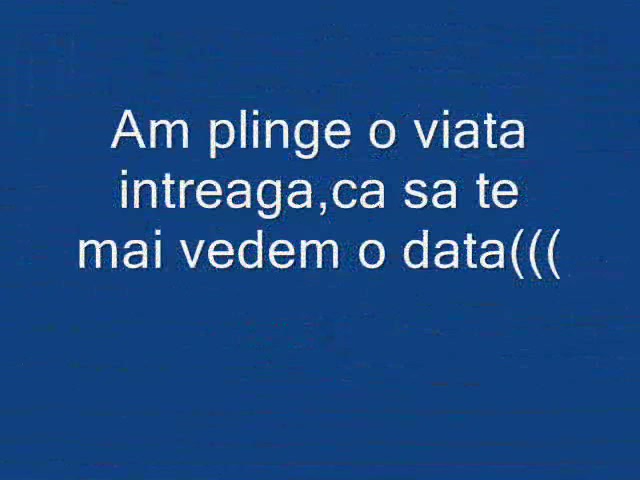 Am plinge o viata
intreaga,ca sa te
mai vedem o data(((